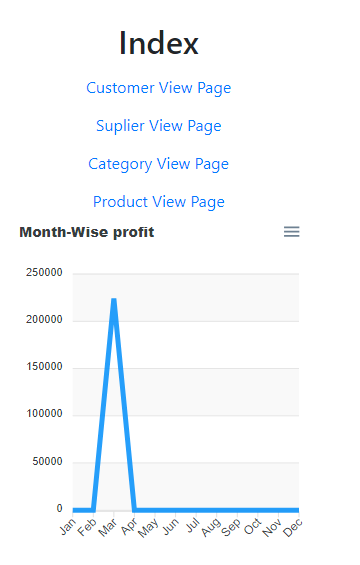 Index
Customer View Page
Suplier View Page
Category View Page
Product View Page
Month-Wise profit
250000
200000
150000
100000
50000
0
Jan Feb Mar Apr May Jun Jul Aug Sep Oct Nov Dec